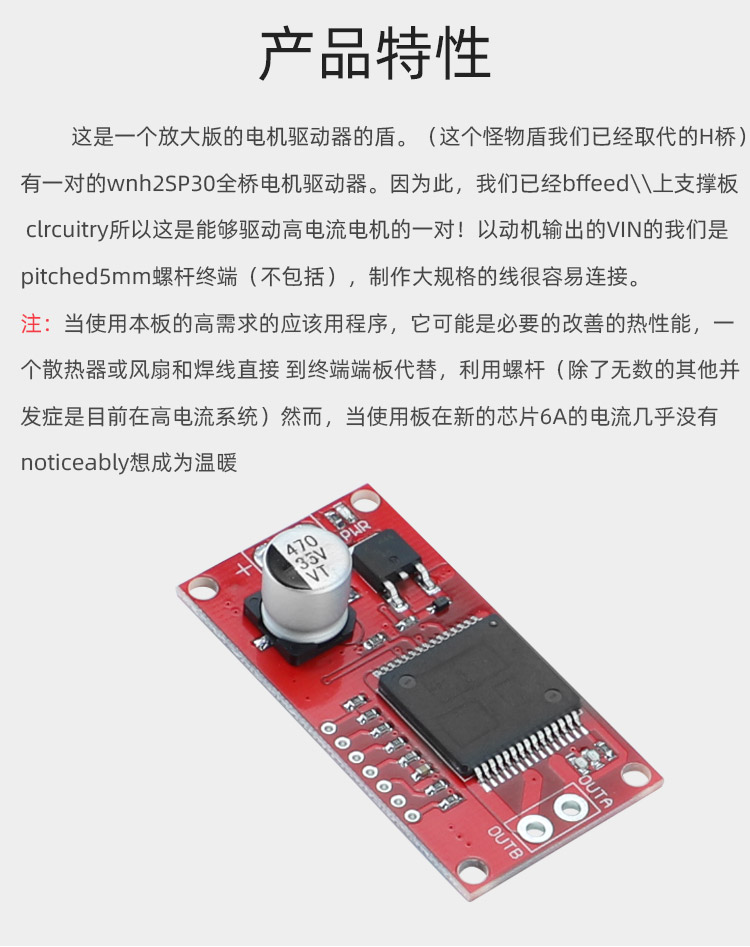 产品特性
这是一个放大版的电机驱动器的盾。（这个怪物盾我们已经取代的H桥）
有一对的wnh2SP30全桥电机驱动器。因为此，我们已经bffeed\\上支撑板
clrcuitry所以这是能够驱动高电流电机的一对！以动机输出的VIN的我们是
pitched5mm螺杆终端（不包括），制作大规格的线很容易连接。
注：当使用本板的高需求的应该用程序，它可能是必要的改善的热性能，一
个散热器或风扇和焊线直接 到终端端板代替，利用螺杆（除了无数的其他并
发症是目前在高电流系统）然而，当使用板在新的芯片6A的电流几乎没有
noticeably想成为温暖
PWR
+
470
35V
VT
OUTA
OUTB